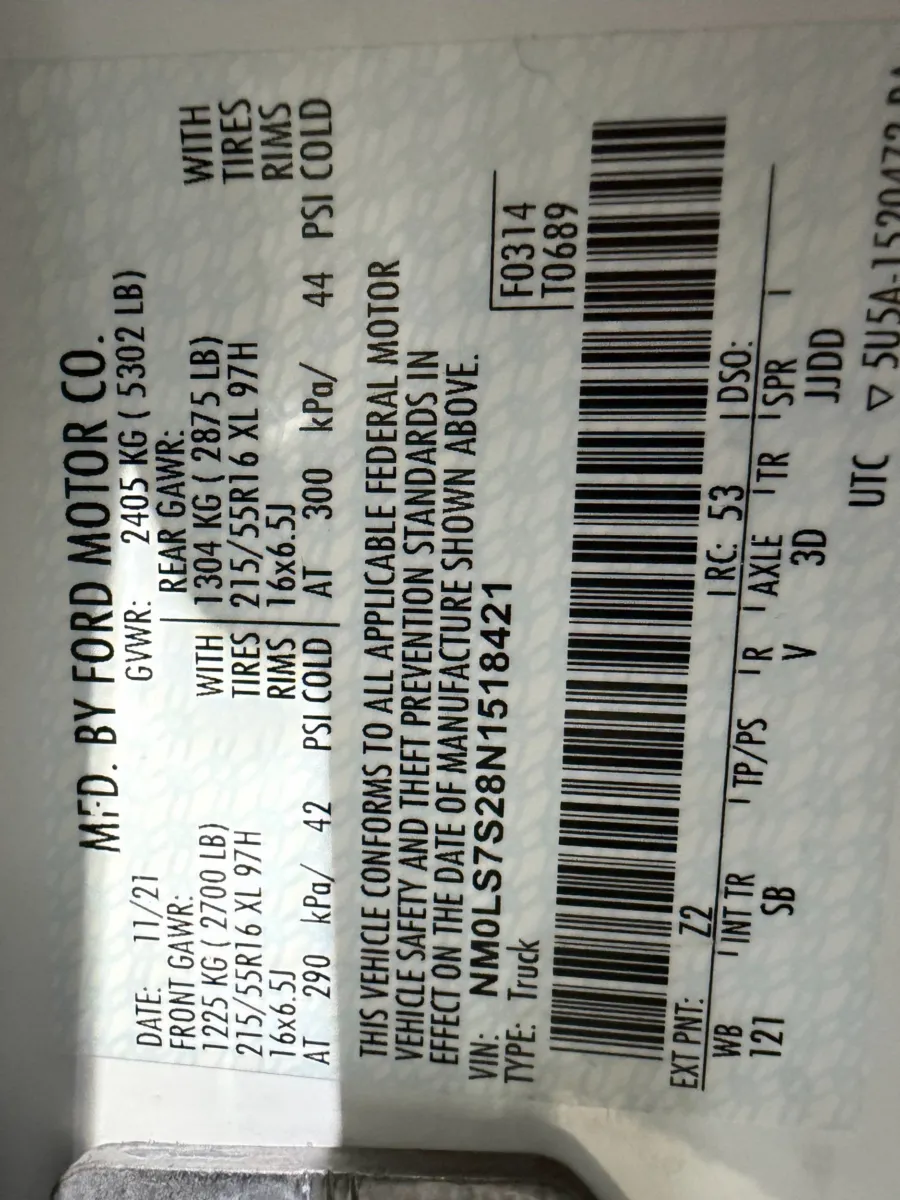 MFD. BY FORD MOTOR CO.
DATE: 11/21 GVWR: 2405 KG ( 5302 LB)
FRONT GAWR: REAR GAWR:
1225 KG ( 2700 LB) WITH 1304 KG ( 2875 LB) WITH
215/55R16 XL 97H TIRES 215/55R16 XL 97H TIRES
16x6.5J RIMS 16x6.5J RIMS
AT 290 kPa/ 42 PSI COLD AT 300 kPa/ 44 PSI COLD
THIS VEHICLE CONFORMS TO ALL APPLICABLE FEDERAL MOTOR
VEHICLE SAFETY AND THEFT PREVENTION STANDARDS IN
EFFECT ON THE DATE OF MANUFACTURE SHOWN ABOVE.
VIN: NM0LS7S28N1518421 F0314
TYPE: Truck T0689
EXT PNT: Z2 RC: 53 DSO:
WB INT TR TP/PS R AXLE TR SPR
121 SB V 3D JJDD
UTC ▽ 5U5A-1520472